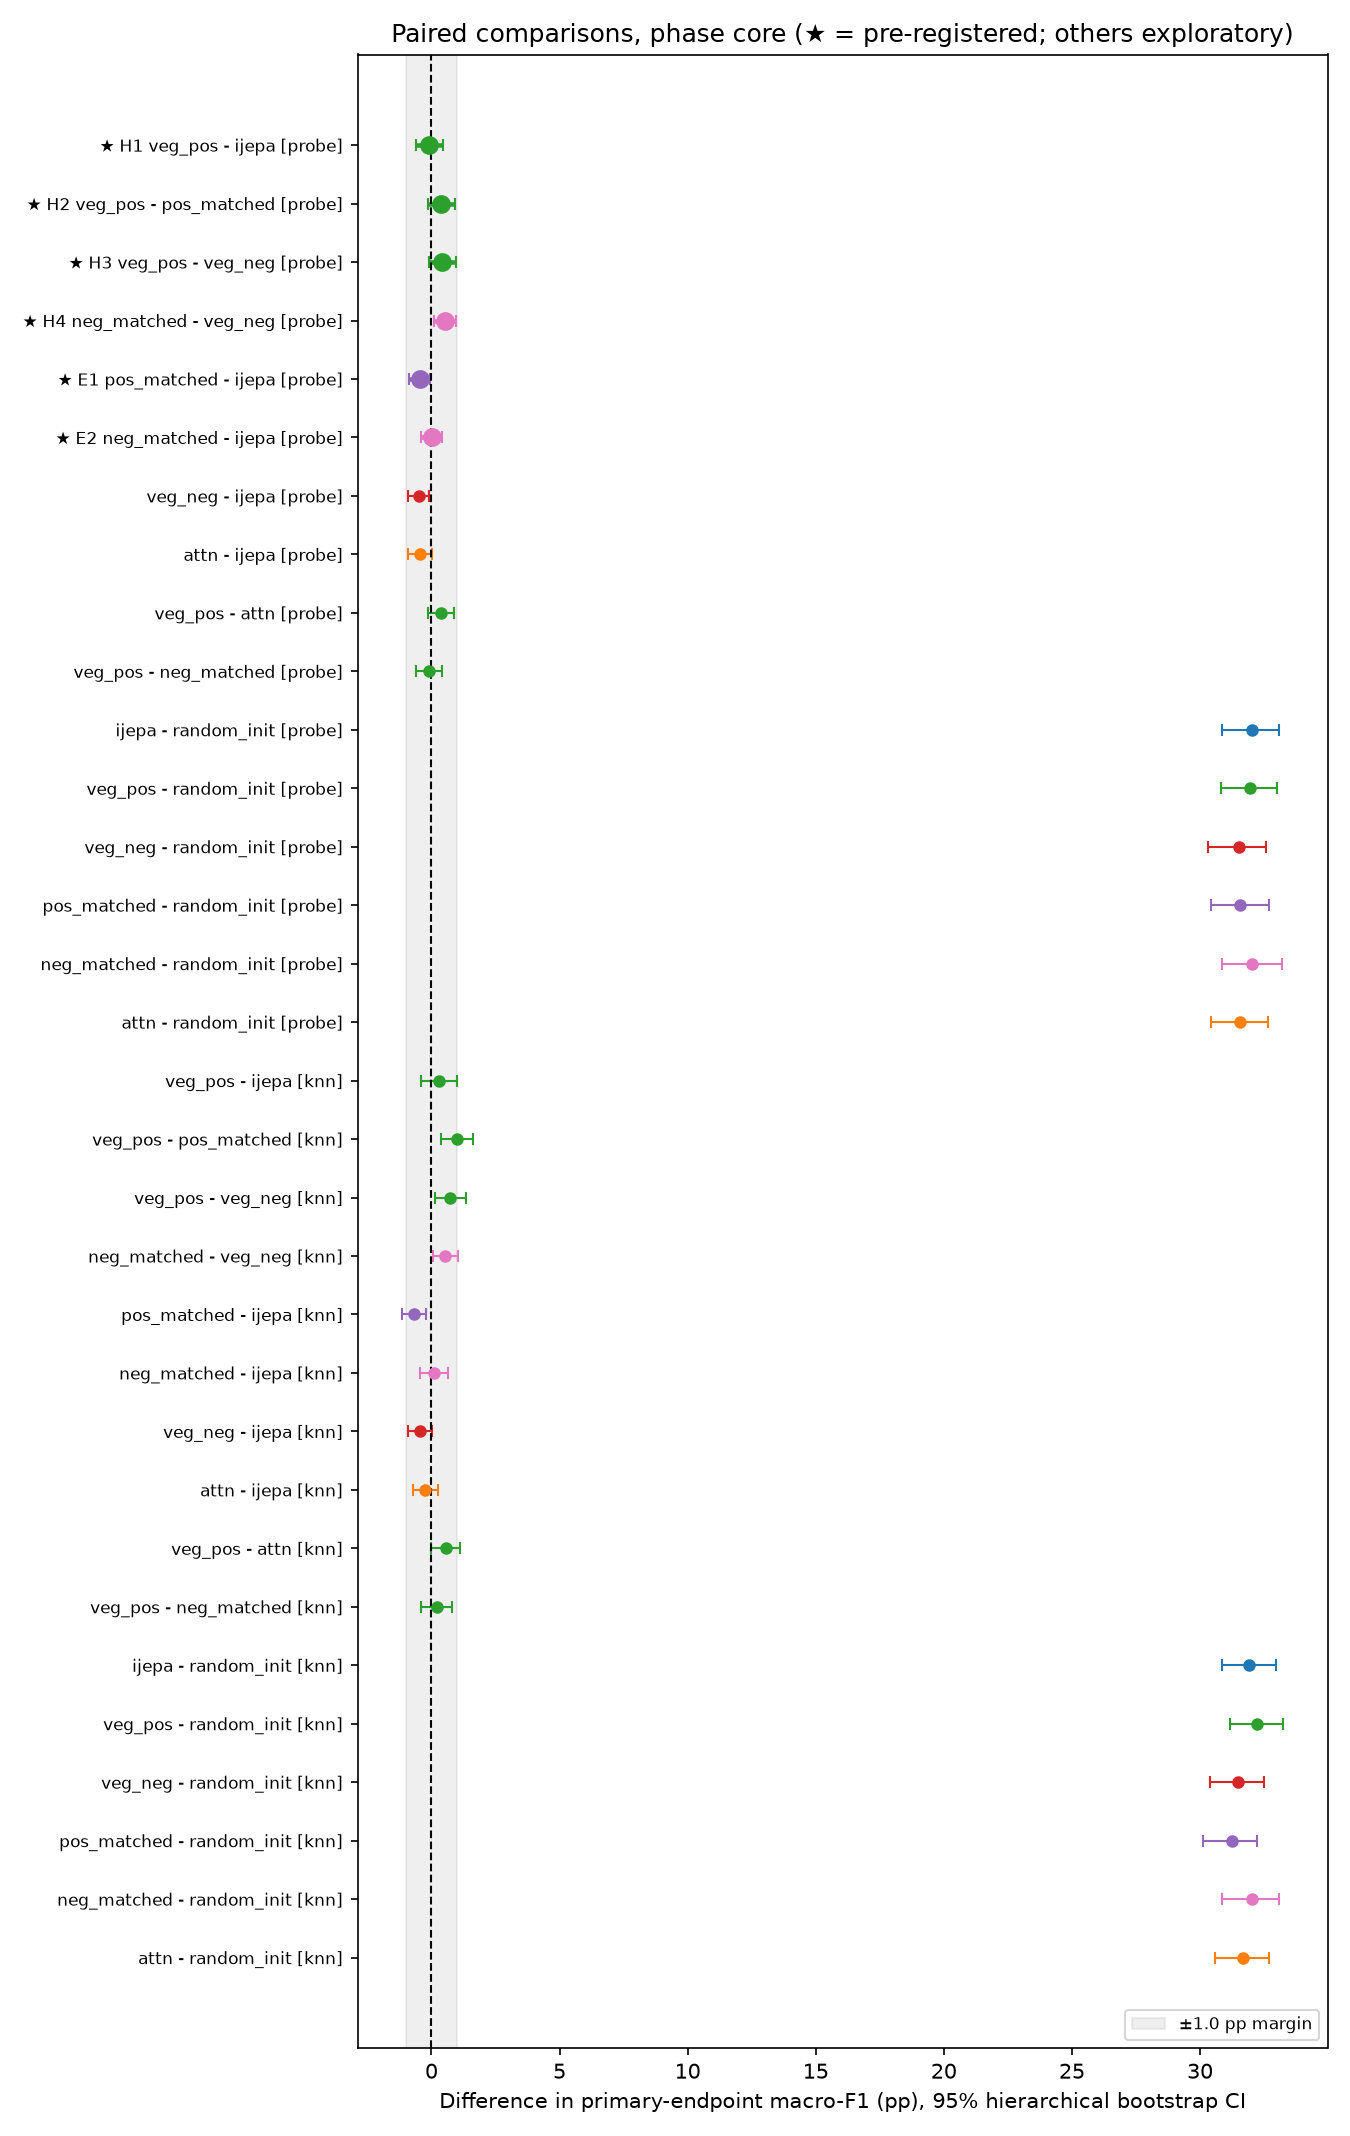 Paired comparisons, phase core (★ = pre-registered; others exploratory)
★ H1 veg_pos - ijepa [probe]
★ H2 veg_pos - pos_matched [probe]
★ H3 veg_pos - veg_neg [probe]
★ H4 neg_matched - veg_neg [probe]
★ E1 pos_matched - ijepa [probe]
★ E2 neg_matched - ijepa [probe]
veg_neg - ijepa [probe]
attn - ijepa [probe]
veg_pos - attn [probe]
veg_pos - neg_matched [probe]
ijepa - random_init [probe]
veg_pos - random_init [probe]
veg_neg - random_init [probe]
pos_matched - random_init [probe]
neg_matched - random_init [probe]
attn - random_init [probe]
veg_pos - ijepa [knn]
veg_pos - pos_matched [knn]
veg_pos - veg_neg [knn]
neg_matched - veg_neg [knn]
pos_matched - ijepa [knn]
neg_matched - ijepa [knn]
veg_neg - ijepa [knn]
attn - ijepa [knn]
veg_pos - attn [knn]
veg_pos - neg_matched [knn]
ijepa - random_init [knn]
veg_pos - random_init [knn]
veg_neg - random_init [knn]
pos_matched - random_init [knn]
neg_matched - random_init [knn]
attn - random_init [knn]
±1.0 pp margin
0 5 10 15 20 25 30
Difference in primary-endpoint macro-F1 (pp), 95% hierarchical bootstrap CI